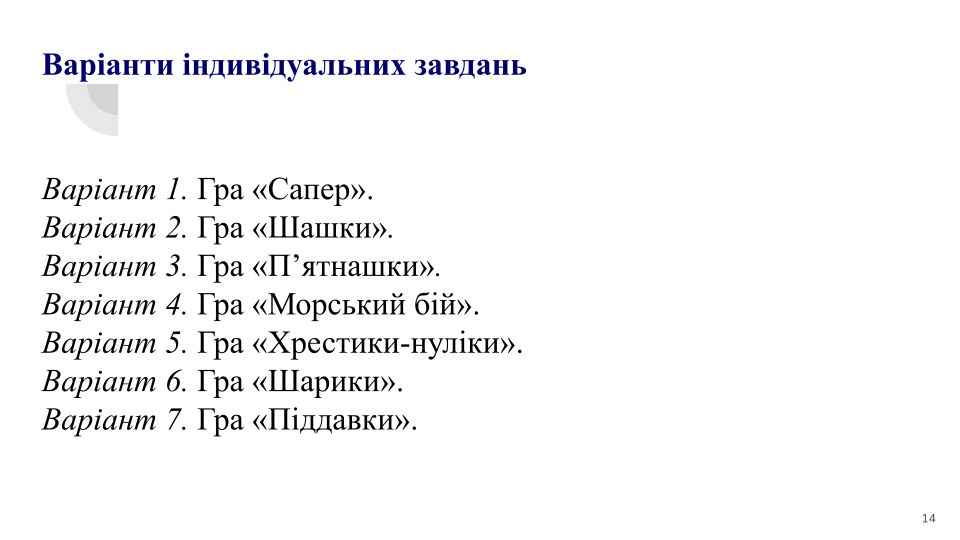 Варіанти індивідуальних завдань
Варіант 1. Гра «Сапер».
Варіант 2. Гра «Шашки».
Варіант 3. Гра «П’ятнашки».
Варіант 4. Гра «Морський бій».
Варіант 5. Гра «Хрестики-нуліки».
Варіант 6. Гра «Шарики».
Варіант 7. Гра «Піддавки».
14